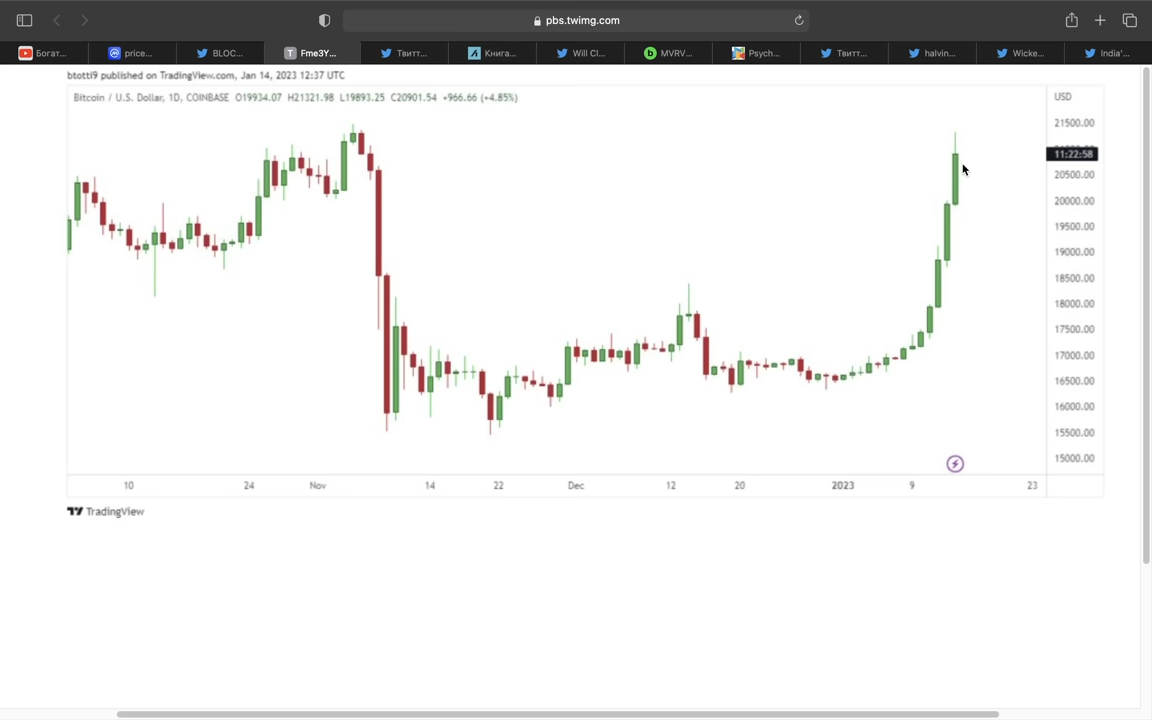 pbs.twimg.com
Богат...
price...
BLOC...
Fme3Y...
Твитт...
Книга...
Will Cl...
MVRV...
Psych...
Твитт...
halvin...
Wicke...
India'...
btotti9 published on TradingView.com, Jan 14, 2023 12:37 UTC
Bitcoin / U.S. Dollar, 1D, COINBASE O19934.07 H21321.98 L19893.25 C20901.54 +966.66 (+4.85%)
USD
21500.00
11:22:58
20500.00
20000.00
19500.00
19000.00
18500.00
18000.00
17500.00
17000.00
16500.00
16000.00
15500.00
15000.00
10 24 Nov 14 22 Dec 12 20 2023 9 23
TradingView